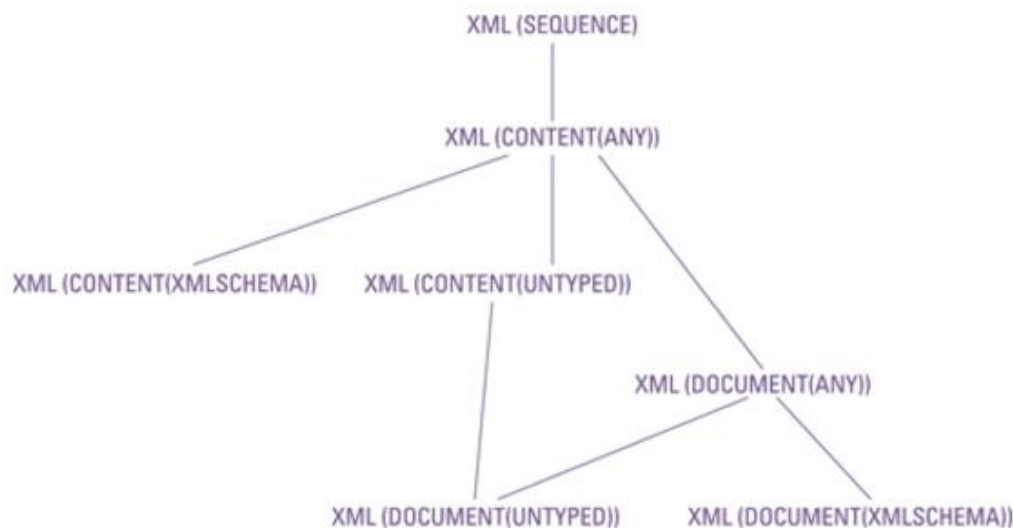 XML (SEQUENCE)
XML (CONTENT(ANY))
XML (CONTENT(XMLSCHEMA)) XML (CONTENT(UNTYPED))
XML (DOCUMENT(ANY))
XML (DOCUMENT(UNTYPED)) XML (DOCUMENT(XMLSCHEMA))